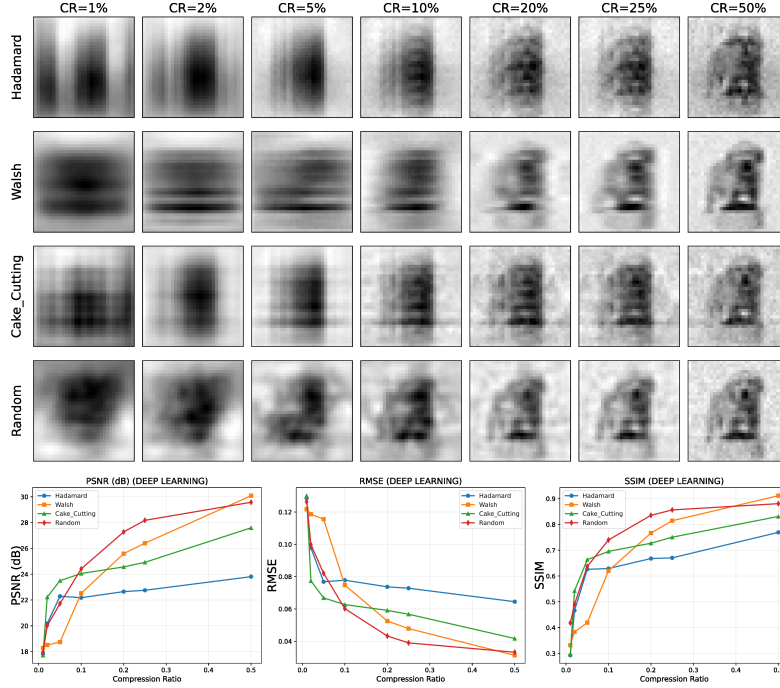 CR=1% CR=2% CR=5% CR=10% CR=20% CR=25% CR=50%
Hadamard
Walsh
Cake_Cutting
Random
PSNR (dB) (DEEP LEARNING)
PSNR (dB)
30
28
26
24
22
20
18
Hadamard
Walsh
Cake_Cutting
Random
0.0 0.1 0.2 0.3 0.4 0.5
Compression Ratio
RMSE (DEEP LEARNING)
RMSE
0.12
0.10
0.08
0.06
0.04
Hadamard
Walsh
Cake_Cutting
Random
0.0 0.1 0.2 0.3 0.4 0.5
Compression Ratio
SSIM (DEEP LEARNING)
SSIM
0.9
0.8
0.7
0.6
0.5
0.4
0.3
Hadamard
Walsh
Cake_Cutting
Random
0.0 0.1 0.2 0.3 0.4 0.5
Compression Ratio